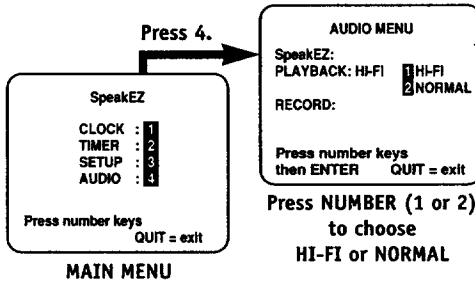 Press 4.
SpeakEZ
CLOCK : 1
TIMER : 2
SETUP : 3
AUDIO : 4
Press number keys
QUIT = exit
MAIN MENU
AUDIO MENU
SpeakEZ:
PLAYBACK: HI-FI 1 HI-FI
2 NORMAL
RECORD:
Press number keys
then ENTER QUIT = exit
Press NUMBER (1 or 2)
to choose
HI-FI or NORMAL